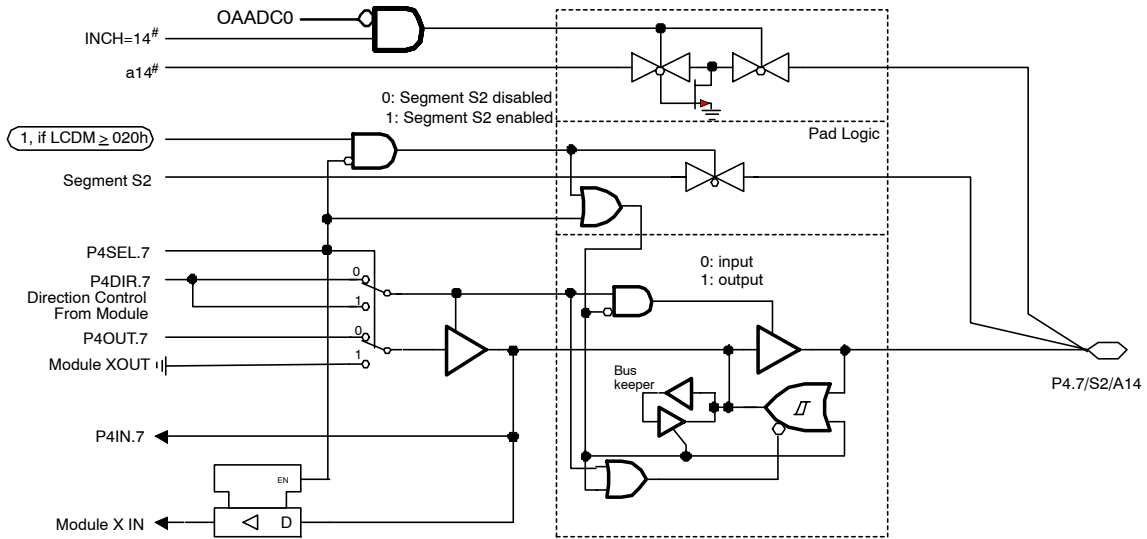 OAADC0
INCH=14#
a14#
0: Segment S2 disabled
1: Segment S2 enabled
Pad Logic
1, if LCDM ≥ 020h
Segment S2
P4SEL.7
P4DIR.7
0
Direction Control
From Module
1
0: input
1: output
P4OUT.7
0
Module XOUT
1
Bus
keeper
P4.7/S2/A14
P4IN.7
EN
Module X IN
D